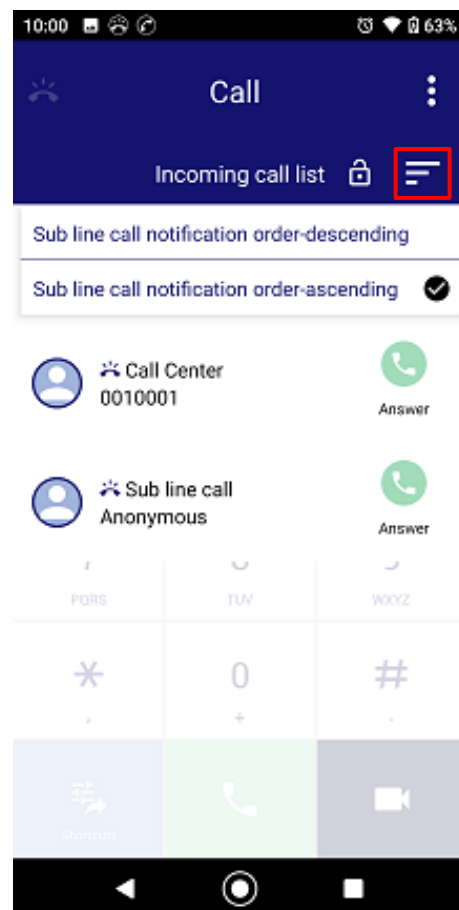 10:00 63%
Call
Incoming call list
Sub line call notification order-descending
Sub line call notification order-ascending
Call Center
0010001
Answer
Sub line call
Anonymous
Answer
PQRS TUV WXYZ
* 0 #
, + -
Shortcuts